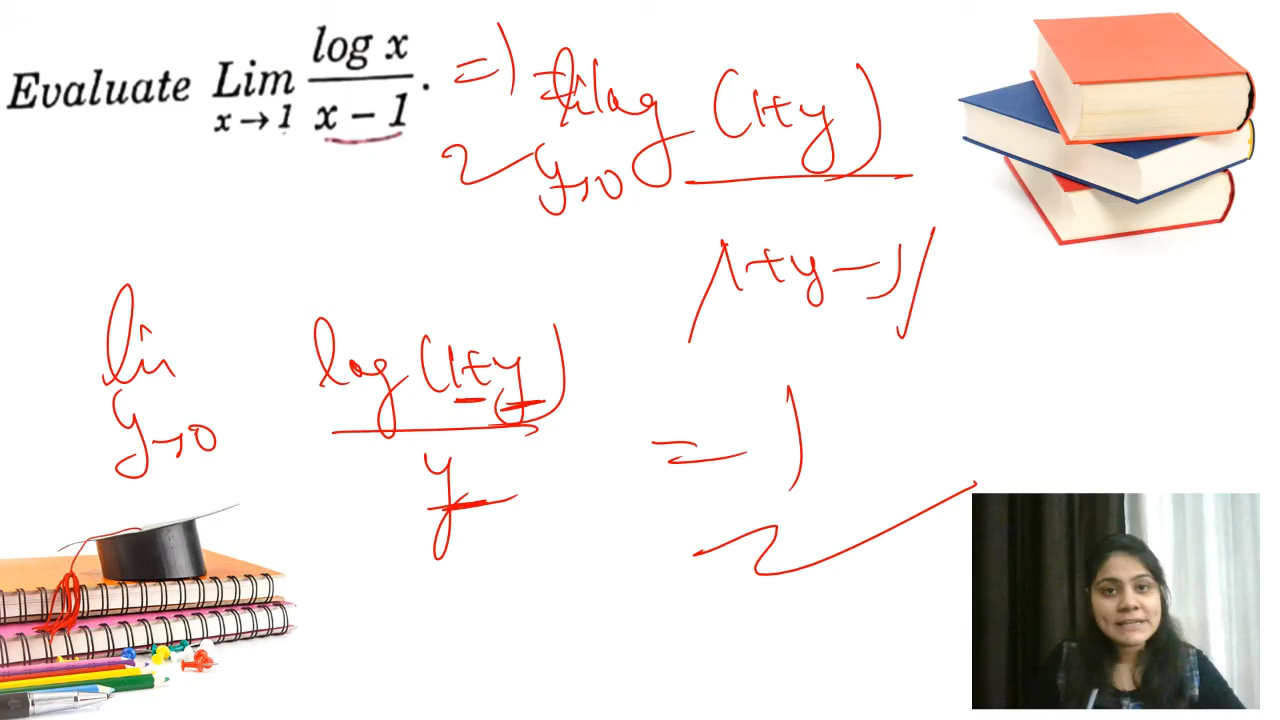 Evaluate Lim x→1 log x / x − 1 . ⇒ lim y→0 log (1+y)
1+y−1
lim y→0 log (1+y) / y = 1